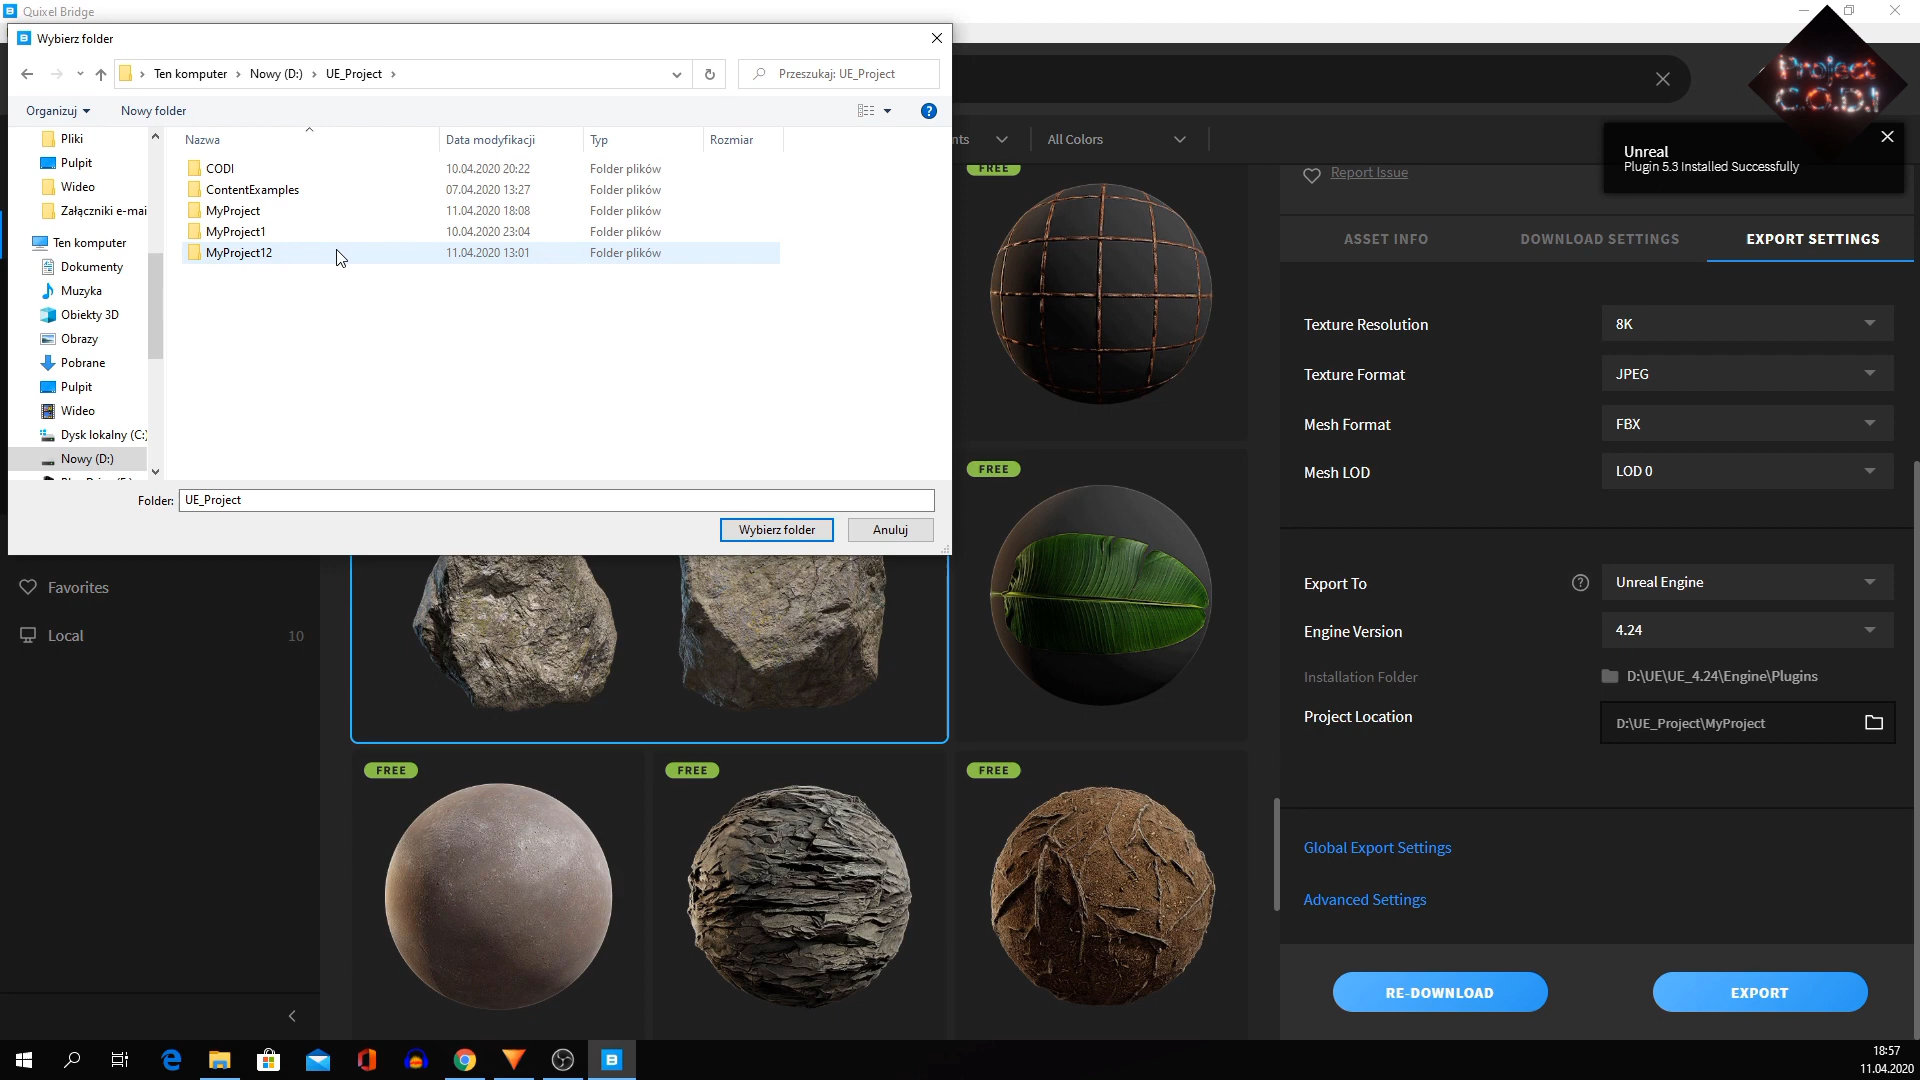 Quixel Bridge
Wybierz folder
Ten komputer > Nowy (D:) > UE_Project >
Przeszukaj: UE_Project
Organizuj
Nowy folder
Nazwa
Data modyfikacji
Typ
Rozmiar
CODI 10.04.2020 20:22 Folder plików
ContentExamples 07.04.2020 13:27 Folder plików
MyProject 11.04.2020 18:08 Folder plików
MyProject1 10.04.2020 23:04 Folder plików
MyProject12 11.04.2020 13:01 Folder plików
Pliki
Pulpit
Wideo
Załączniki e-mai
Ten komputer
Dokumenty
Muzyka
Obiekty 3D
Obrazy
Pobrane
Pulpit
Wideo
Dysk lokalny (C:)
Nowy (D:)
Folder: UE_Project
Wybierz folder
Anuluj
Favorites
Local 10
nts
All Colors
FREE
FREE
FREE
FREE
FREE
Project
C.O.D.I
Unreal
Plugin 5.3 Installed Successfully
Report Issue
ASSET INFO
DOWNLOAD SETTINGS
EXPORT SETTINGS
Texture Resolution 8K
Texture Format JPEG
Mesh Format FBX
Mesh LOD LOD 0
Export To Unreal Engine
Engine Version 4.24
Installation Folder D:\UE\UE_4.24\Engine\Plugins
Project Location D:\UE_Project\MyProject
Global Export Settings
Advanced Settings
RE-DOWNLOAD
EXPORT
18:57
11.04.2020